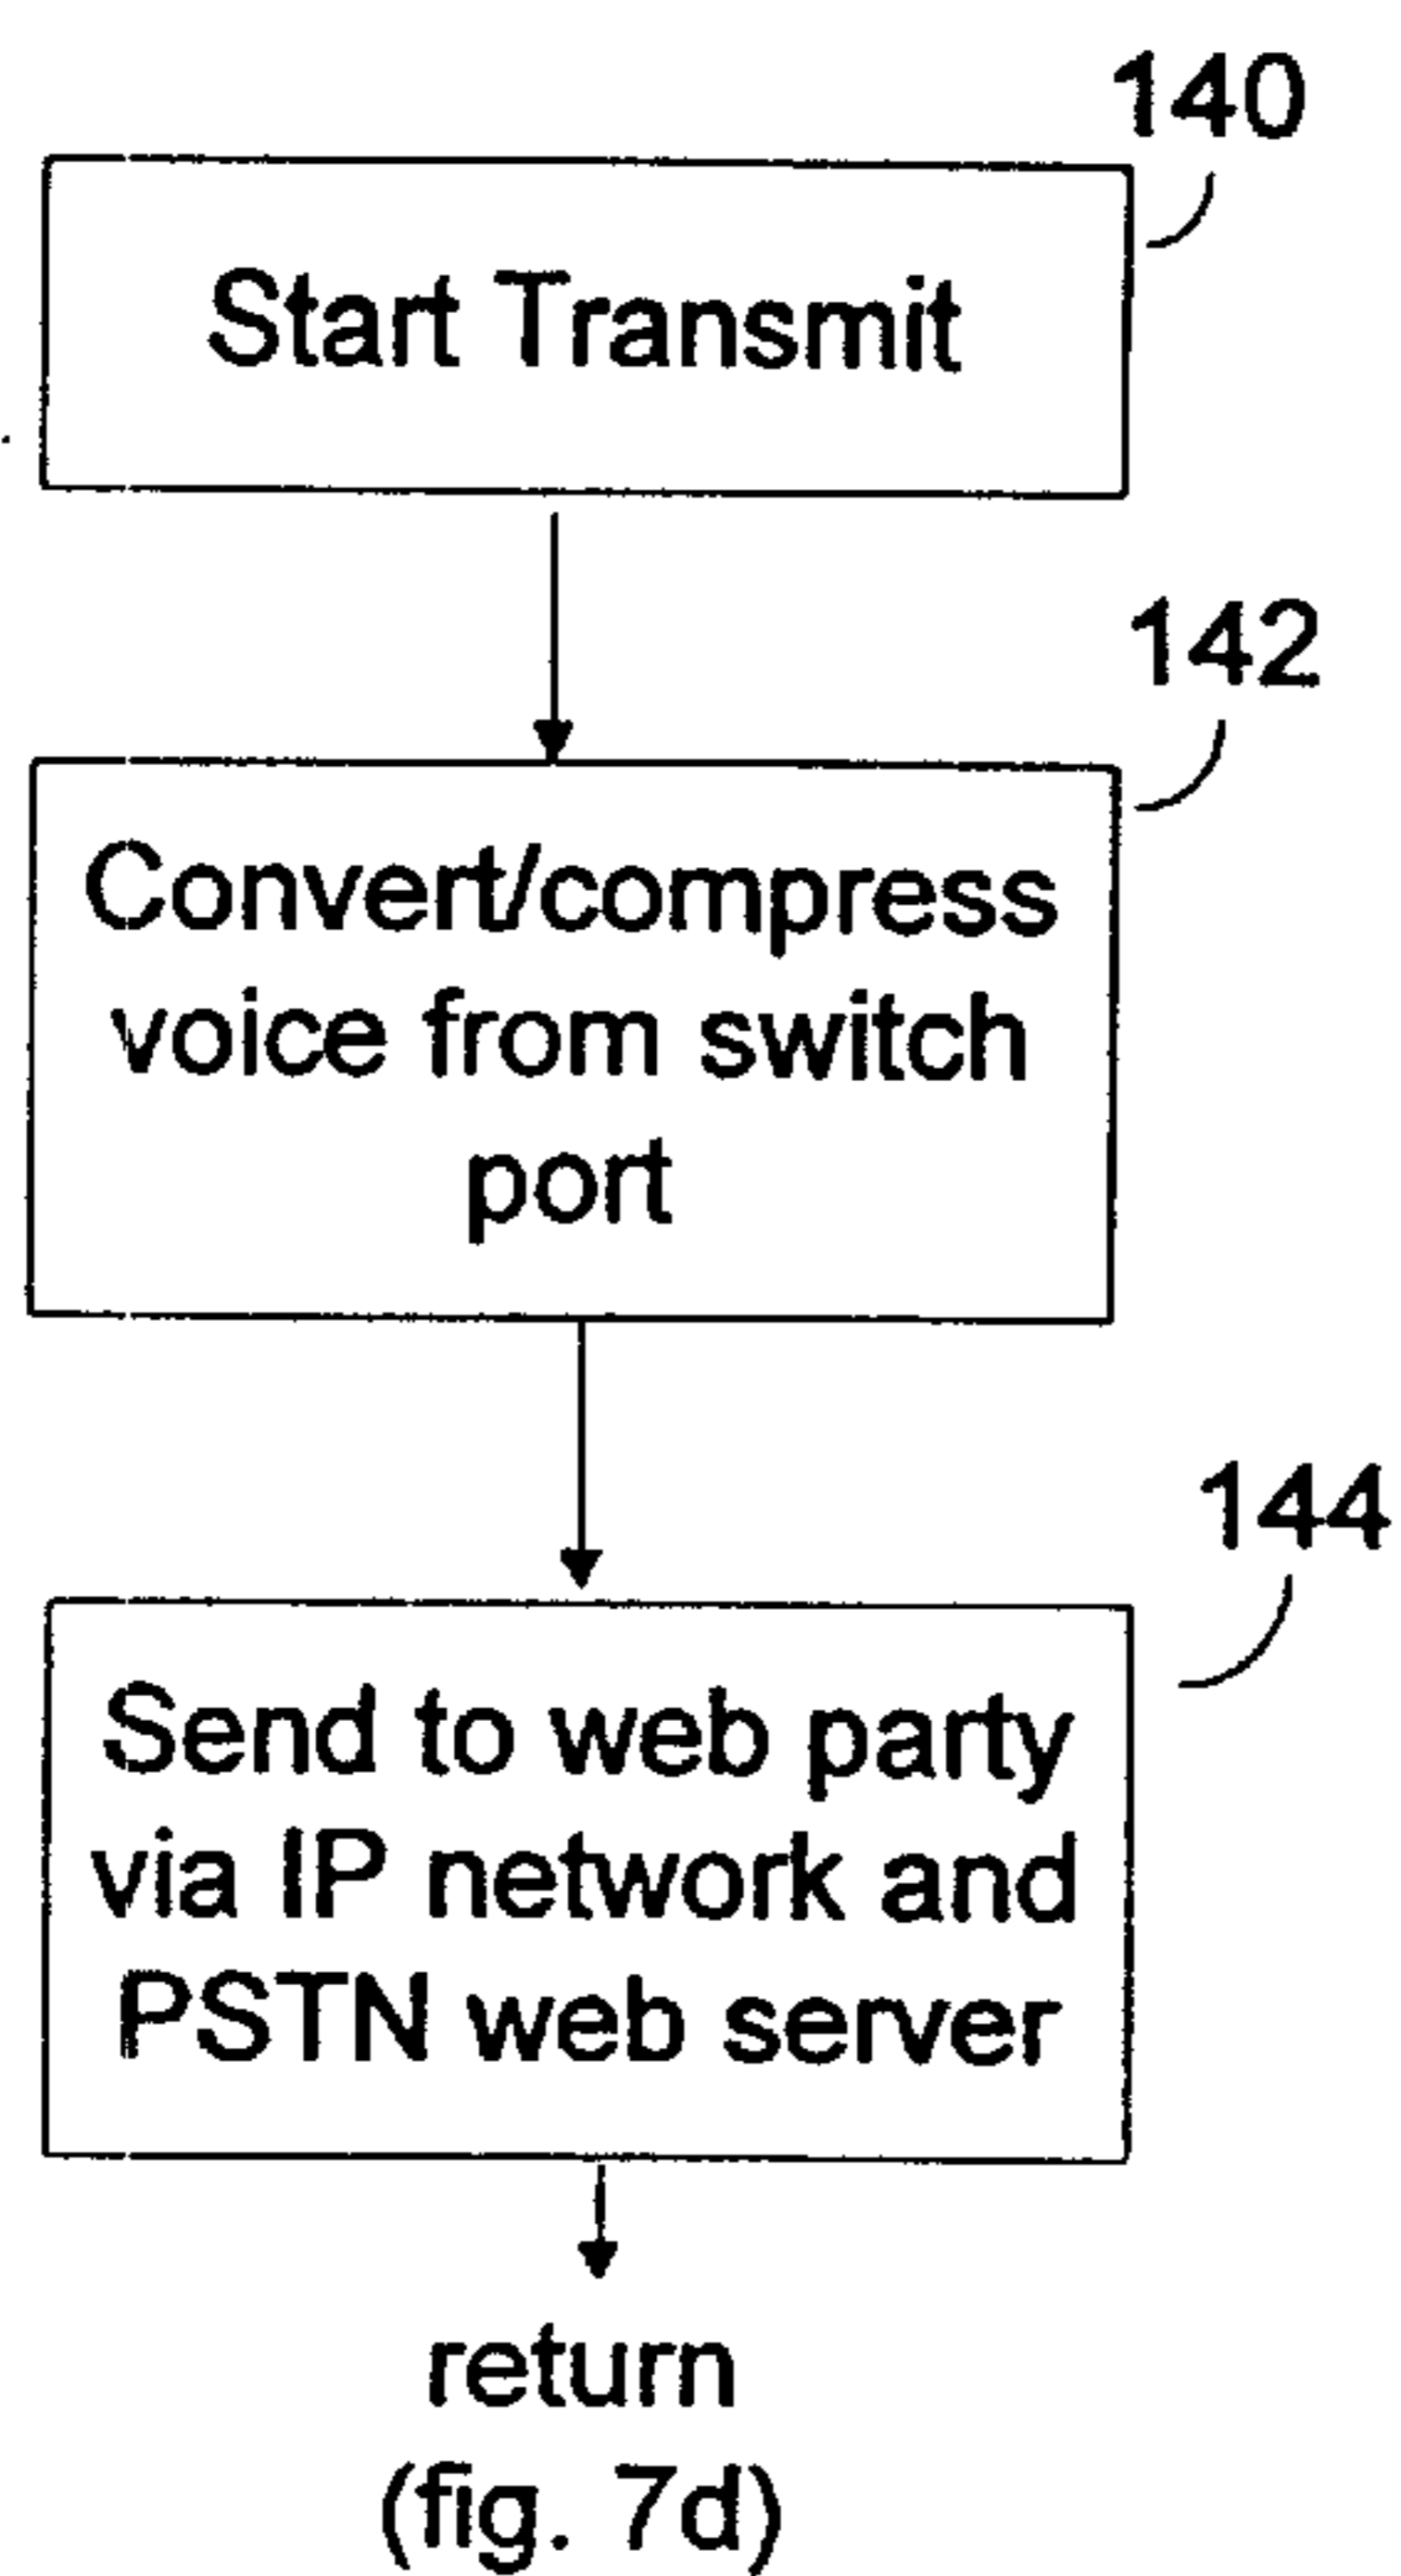 140
Start Transmit
142
Convert/compress
voice from switch
port
144
Send to web party
via IP network and
PSTN web server
return
(fig. 7d)